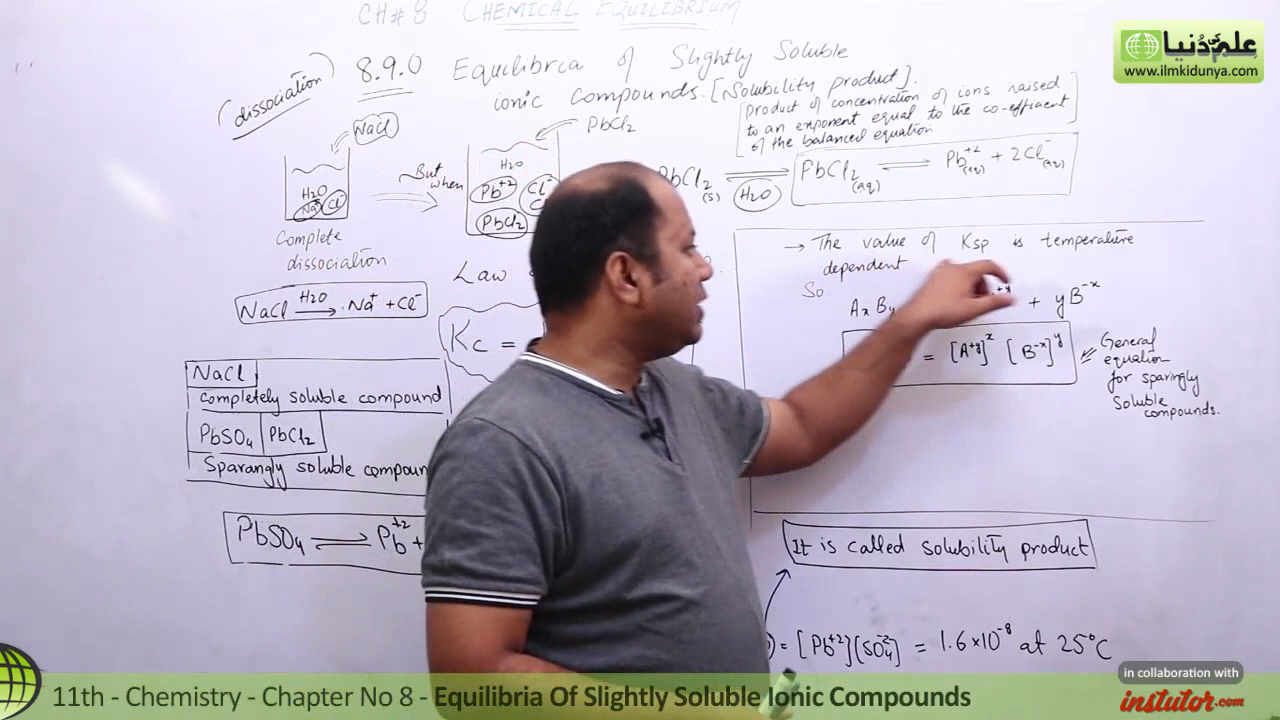 CH # 8 CHEMICAL EQUILIBRIUM
علم کی دُنیا
www.ilmkidunya.com
(dissociation)
8.9.0 Equilibria of Slightly Soluble
ionic compounds. [Solubility product].
Product of concentration of ions raised
to an exponent equal to the co-effiecent
of the balanced equation
NaCl
H2O
Na+ Cl-
Complete
dissociation
NaCl H2O → Na+ + Cl-
But
when
PbCl2
H2O
Pb+2 Cl-
PbCl2
PbCl2(s) ⇌ H2O
PbCl2(aq) ⇌ Pb+2(aq) + 2Cl-(aq)
Law
Kc =
NaCl
Completely soluble compound
PbSO4 PbCl2
Sparangly soluble compoun
PbSO4 ⇌ Pb+2 +
→ The value of Ksp is temperature
dependent
So
AxBy +y + yB-x
= [A+y]x [B-x]y
General
equation
for sparingly
Soluble
compounds.
It is called solubility product
= [Pb+2][SO4-2] = 1.6×10-8 at 25°C
in collaboration with
instutor.com
11th - Chemistry - Chapter No 8 - Equilibria Of Slightly Soluble Ionic Compounds